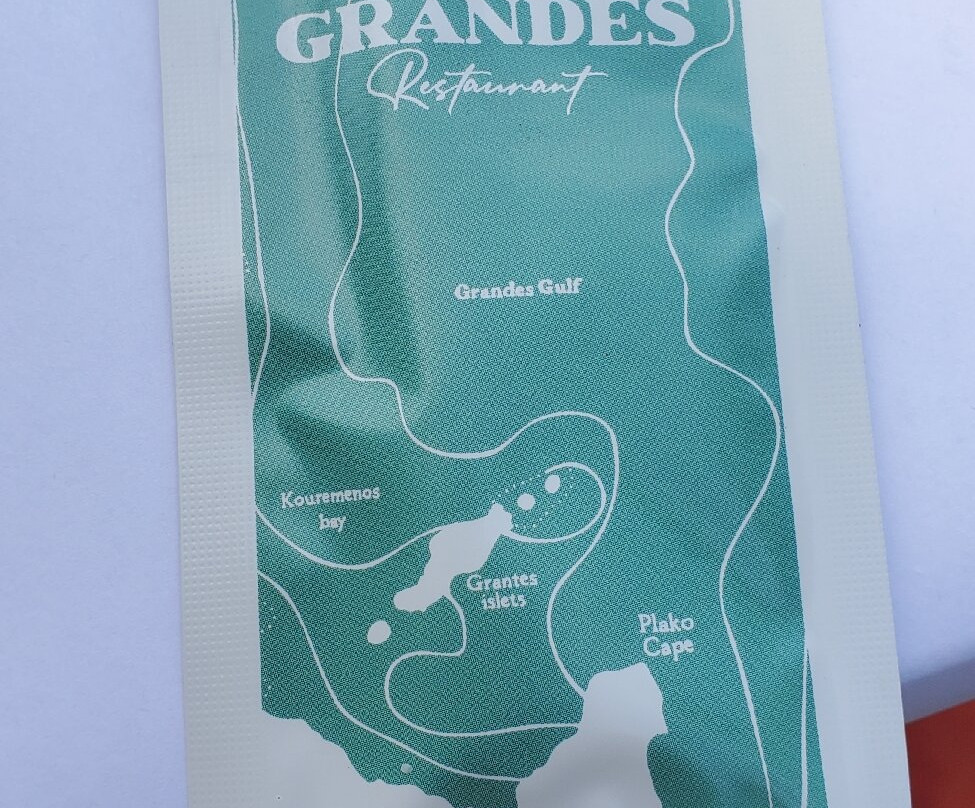 GRANDES
Restaurant
Grandes Gulf
Kouremenos
bay
Grantes
islets
Plako
Cape